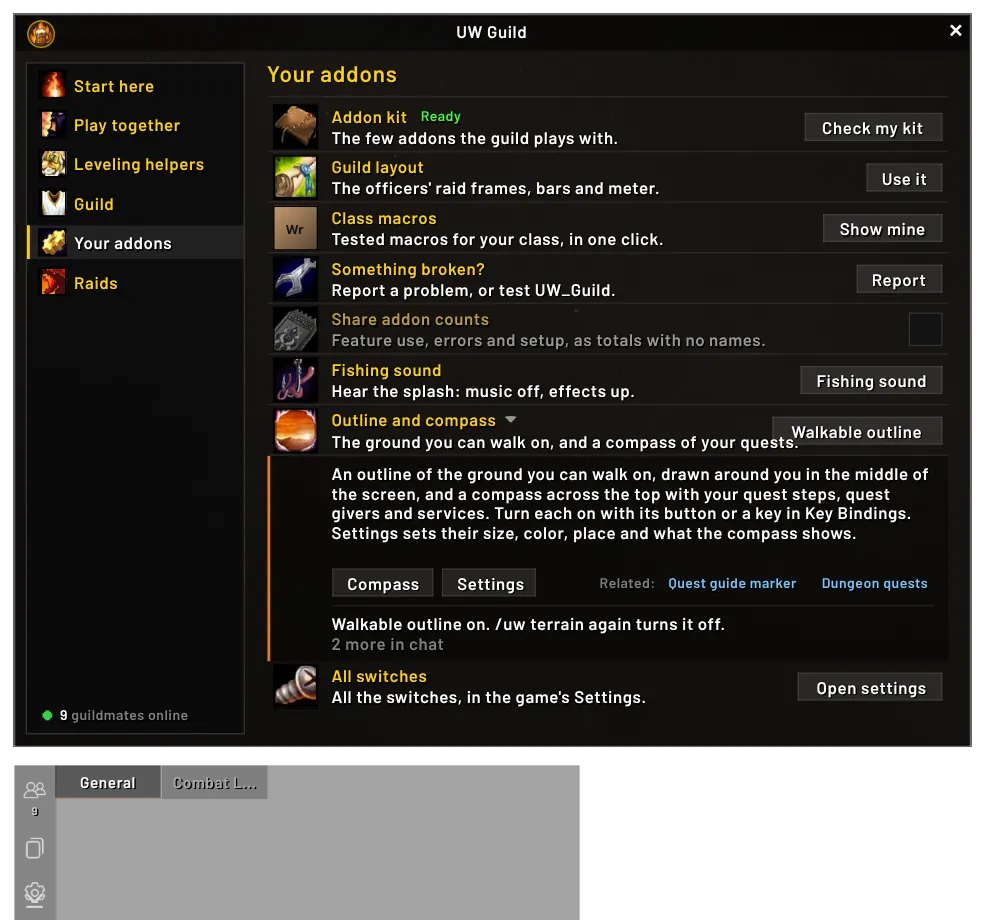 UW Guild
Start here
Play together
Leveling helpers
Guild
Your addons
Raids
9 guildmates online
Your addons
Addon kit Ready
The few addons the guild plays with.
Check my kit
Guild layout
The officers' raid frames, bars and meter.
Use it
Wr
Class macros
Tested macros for your class, in one click.
Show mine
Something broken?
Report a problem, or test UW_Guild.
Report
Share addon counts
Feature use, errors and setup, as totals with no names.
Fishing sound
Hear the splash: music off, effects up.
Fishing sound
Outline and compass
The ground you can walk on, and a compass of your quests.
Walkable outline
An outline of the ground you can walk on, drawn around you in the middle of
the screen, and a compass across the top with your quest steps, quest
givers and services. Turn each on with its button or a key in Key Bindings.
Settings sets their size, color, place and what the compass shows.
Compass Settings Related: Quest guide marker Dungeon quests
Walkable outline on. /uw terrain again turns it off.
2 more in chat
All switches
All the switches, in the game's Settings.
Open settings
General Combat L...
9